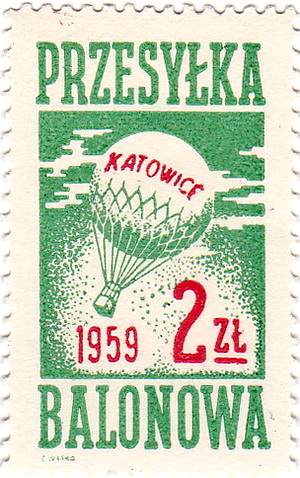 PRZESYŁKA
KATOWICE
1959
2 ZŁ
BALONOWA